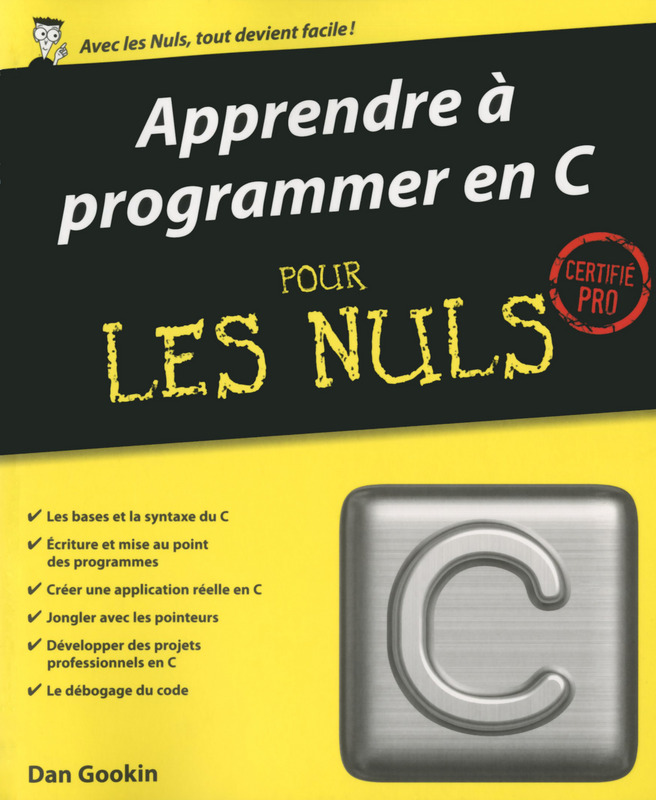 Avec les Nuls, tout devient facile !
Apprendre à
programmer en C
POUR
LES NULS
CERTIFIÉ
PRO
✔ Les bases et la syntaxe du C
✔ Écriture et mise au point
des programmes
✔ Créer une application réelle en C
✔ Jongler avec les pointeurs
✔ Développer des projets
professionnels en C
✔ Le débogage du code
C
Dan Gookin